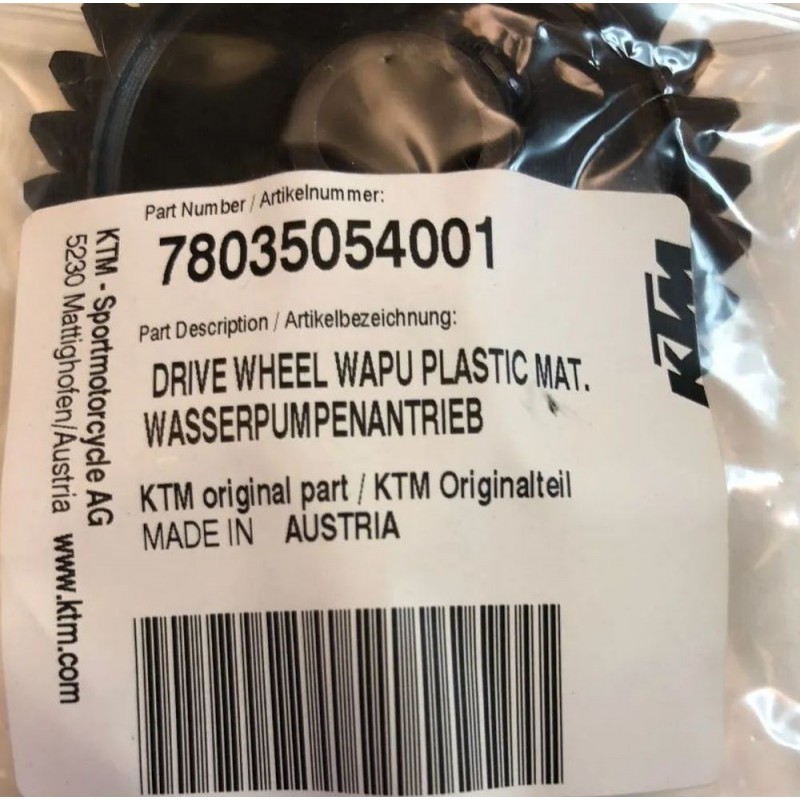 Part Number / Artikelnummer:
78035054001
Part Description / Artikelbezeichnung:
DRIVE WHEEL WAPU PLASTIC MAT.
WASSERPUMPENANTRIEB
KTM original part / KTM Originalteil
MADE IN AUSTRIA
KTM - Sportmotorcycle AG
5230 Mattighofen/Austria www.ktm.com
KTM